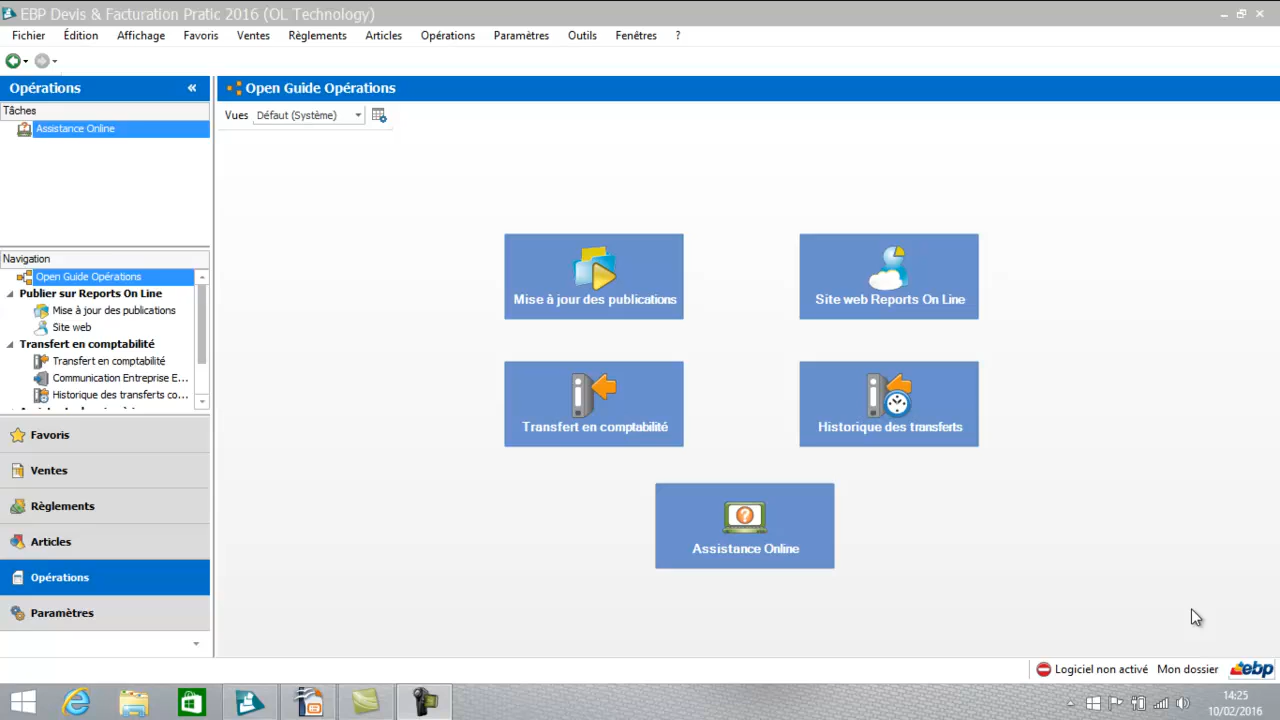 EBP Devis & Facturation Pratic 2016 (OL Technology)
Fichier Édition Affichage Favoris Ventes Règlements Articles Opérations Paramètres Outils Fenêtres ?
Opérations «
Open Guide Opérations
Tâches
Assistance Online
Vues Défaut (Système)
Mise à jour des publications
Site web Reports On Line
Transfert en comptabilité
Historique des transferts
Assistance Online
Navigation
Open Guide Opérations
Publier sur Reports On Line
Mise à jour des publications
Site web
Transfert en comptabilité
Transfert en comptabilité
Communication Entreprise E...
Historique des transferts co...
Favoris
Ventes
Règlements
Articles
Opérations
Paramètres
Logiciel non activé Mon dossier ebp
14:25
10/02/2016